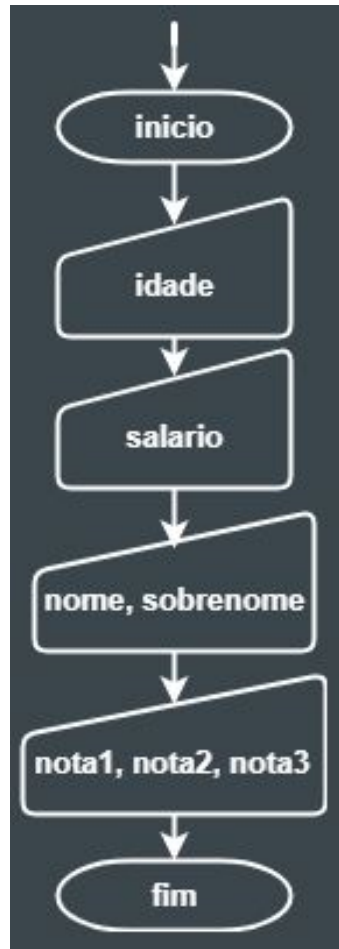 inicio
idade
salario
nome, sobrenome
nota1, nota2, nota3
fim